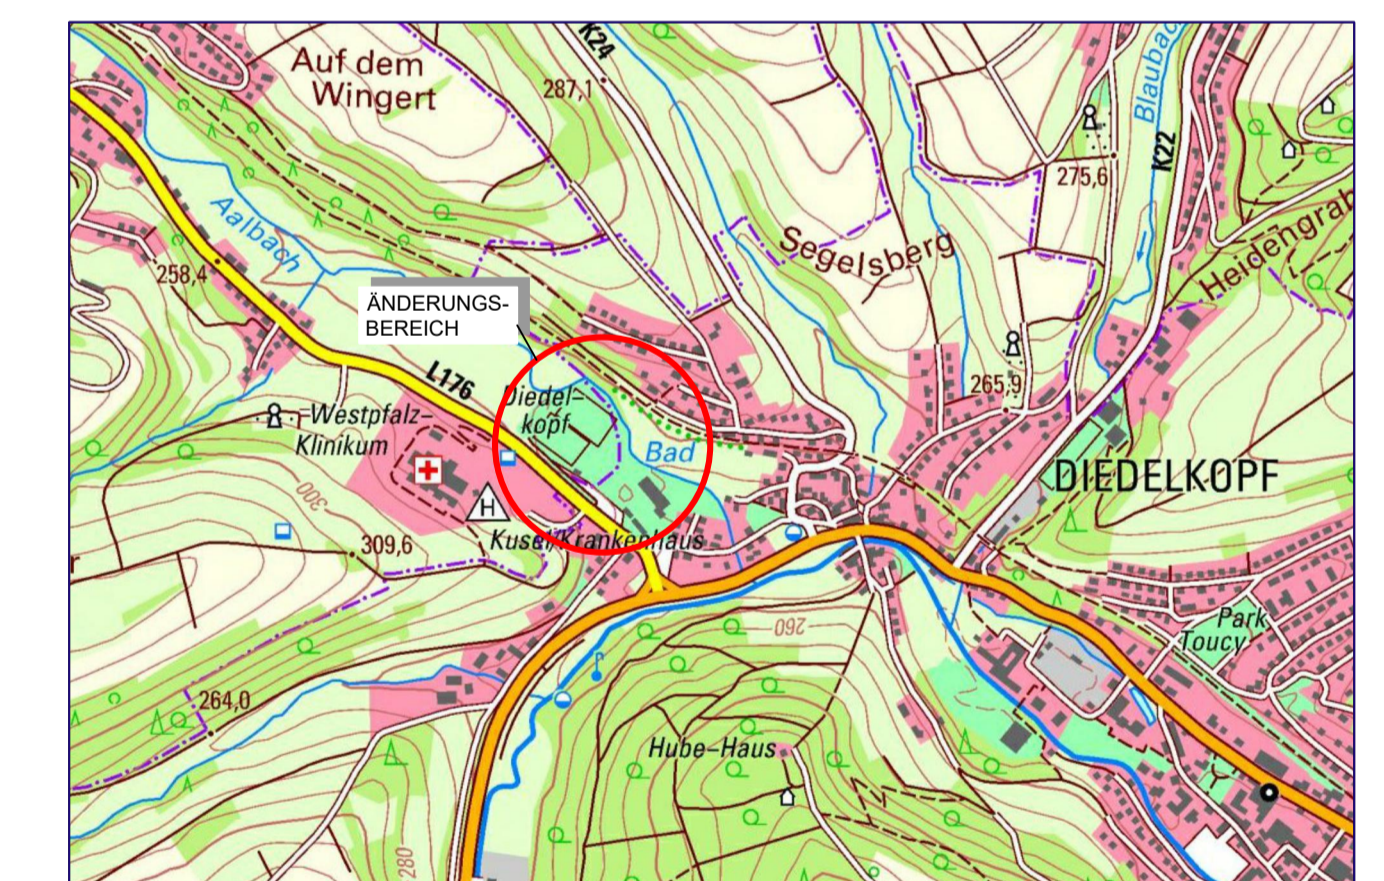 K24
Auf dem
Wingert
287,1
Blaubach
K22
275,6
Aalbach
Segelsberg
Heidengrab
258,4
ÄNDERUNGS-
BEREICH
L176
265,9
Diedel-
kopf
Westpfalz-
Klinikum
Bad
DIEDELKOPF
300
H
309,6
Kusel/Krankenhaus
260
Park
Toucy
264,0
Hube-Haus
280